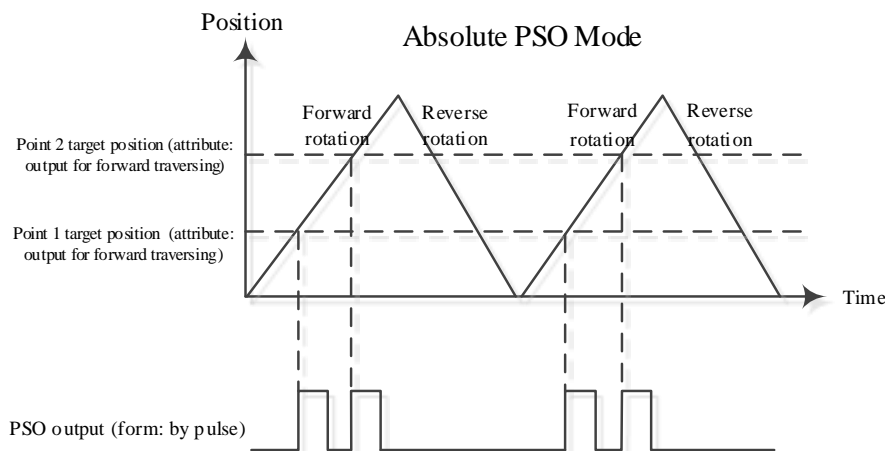 Position
Absolute PSO Mode
Forward
rotation
Reverse
rotation
Forward
rotation
Reverse
rotation
Point 2 target position (attribute:
output for forward traversing)
Point 1 target position (attribute:
output for forward traversing)
Time
PSO output (form: by pulse)